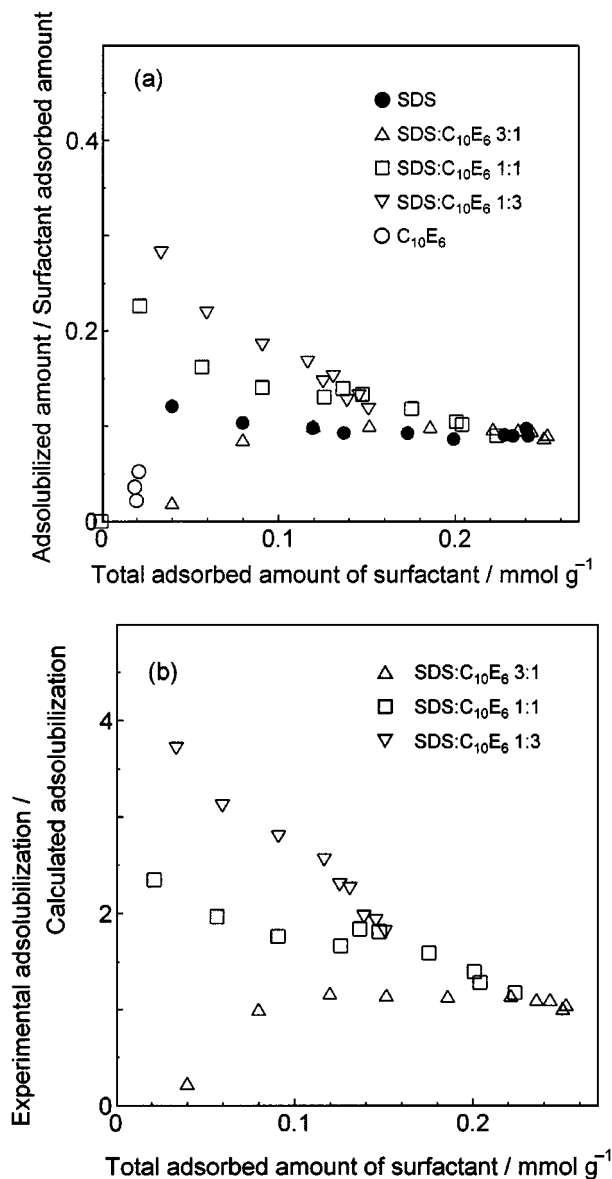 (a)
SDS
SDS:C₁₀E₆ 3:1
SDS:C₁₀E₆ 1:1
SDS:C₁₀E₆ 1:3
C₁₀E₆
Adsolubilized amount / Surfactant adsorbed amount
0.4
0.2
0
0 0.1 0.2
Total adsorbed amount of surfactant / mmol g⁻¹
(b)
SDS:C₁₀E₆ 3:1
SDS:C₁₀E₆ 1:1
SDS:C₁₀E₆ 1:3
Experimental adsolubilization /
Calculated adsolubilization
4
2
0
0 0.1 0.2
Total adsorbed amount of surfactant / mmol g⁻¹